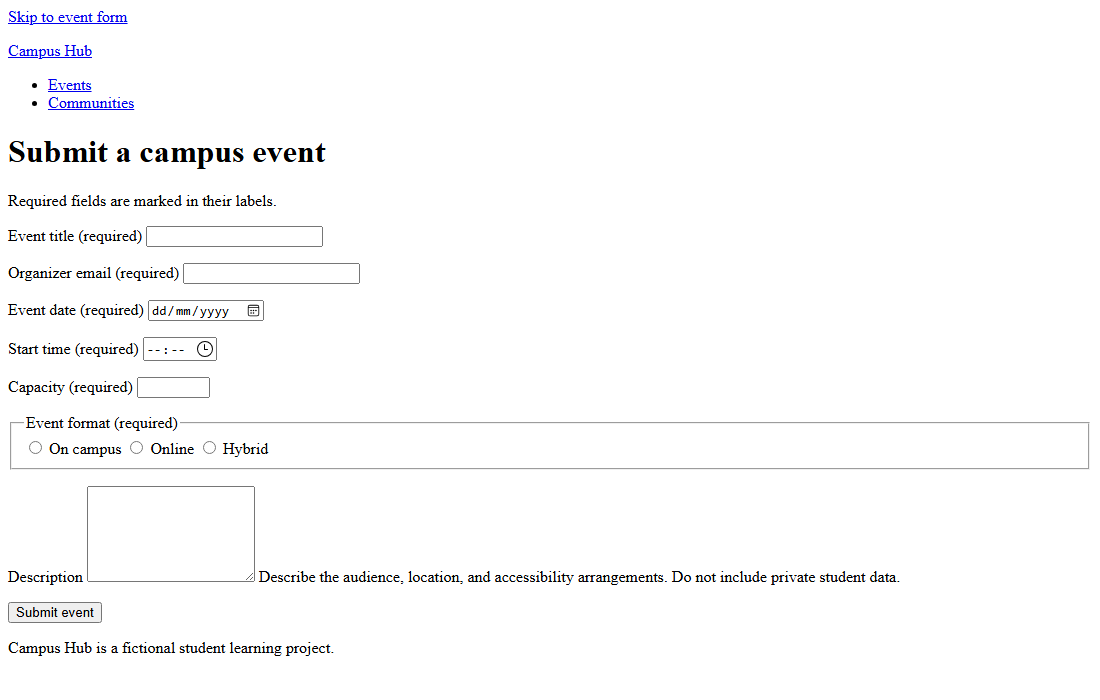 Skip to event form
Campus Hub
Events
Communities
Submit a campus event
Required fields are marked in their labels.
Event title (required)
Organizer email (required)
Event date (required) dd/mm/yyyy
Start time (required) --:--
Capacity (required)
Event format (required)
On campus Online Hybrid
Description Describe the audience, location, and accessibility arrangements. Do not include private student data.
Submit event
Campus Hub is a fictional student learning project.